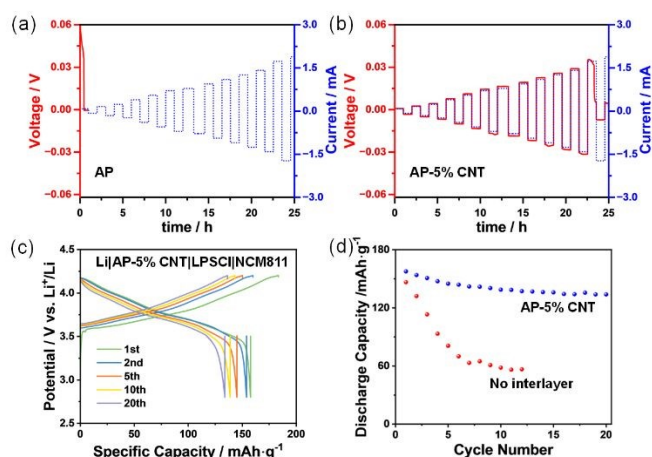 (a)
0.06
0.03
0.00
−0.03
−0.06
Voltage / V
3.0
1.5
0.0
−1.5
−3.0
Current / mA
AP
0 5 10 15 20 25
time / h
(b)
0.06
0.03
0.00
−0.03
−0.06
Voltage / V
3.0
1.5
0.0
−1.5
−3.0
Current / mA
AP-5% CNT
0 5 10 15 20 25
time / h
(c)
Li|AP-5% CNT|LPSCl|NCM811
4.5
3.8
3.0
2.3
Potential / V vs. Li⁺/Li
1st
2nd
5th
10th
20th
0 50 100 150 200
Specific Capacity / mAh·g⁻¹
(d)
180
120
60
0
Discharge Capacity /mAh·g⁻¹
AP-5% CNT
No interlayer
0 5 10 15 20
Cycle Number